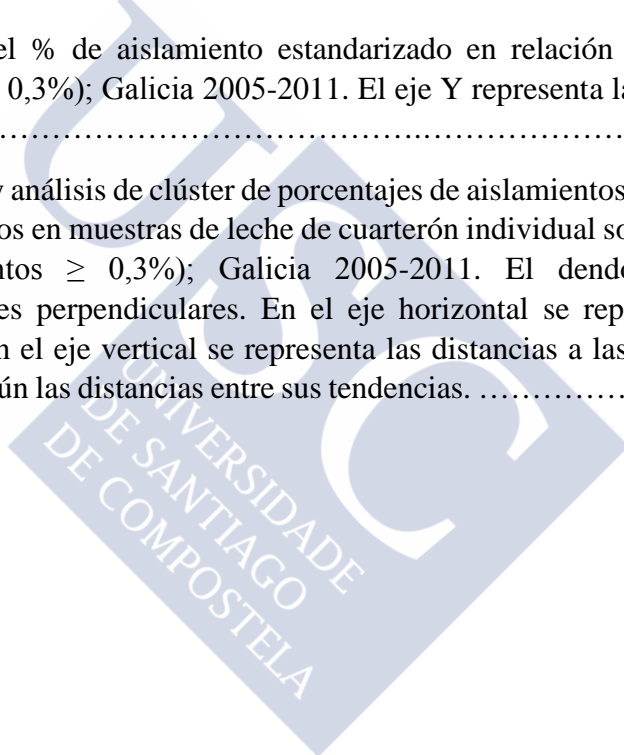 el % de aislamiento estandarizado en relación
0,3%); Galicia 2005-2011. El eje Y representa la
……………………………………….……………………
y análisis de clúster de porcentajes de aislamientos
os en muestras de leche de cuarterón individual so
ntos ≥ 0,3%); Galicia 2005-2011. El dendo
es perpendiculares. En el eje horizontal se rep
n el eje vertical se representa las distancias a las
ún las distancias entre sus tendencias. ……………
USC
UNIVERSIDADE
DE SANTIAGO
DE COMPOSTELA